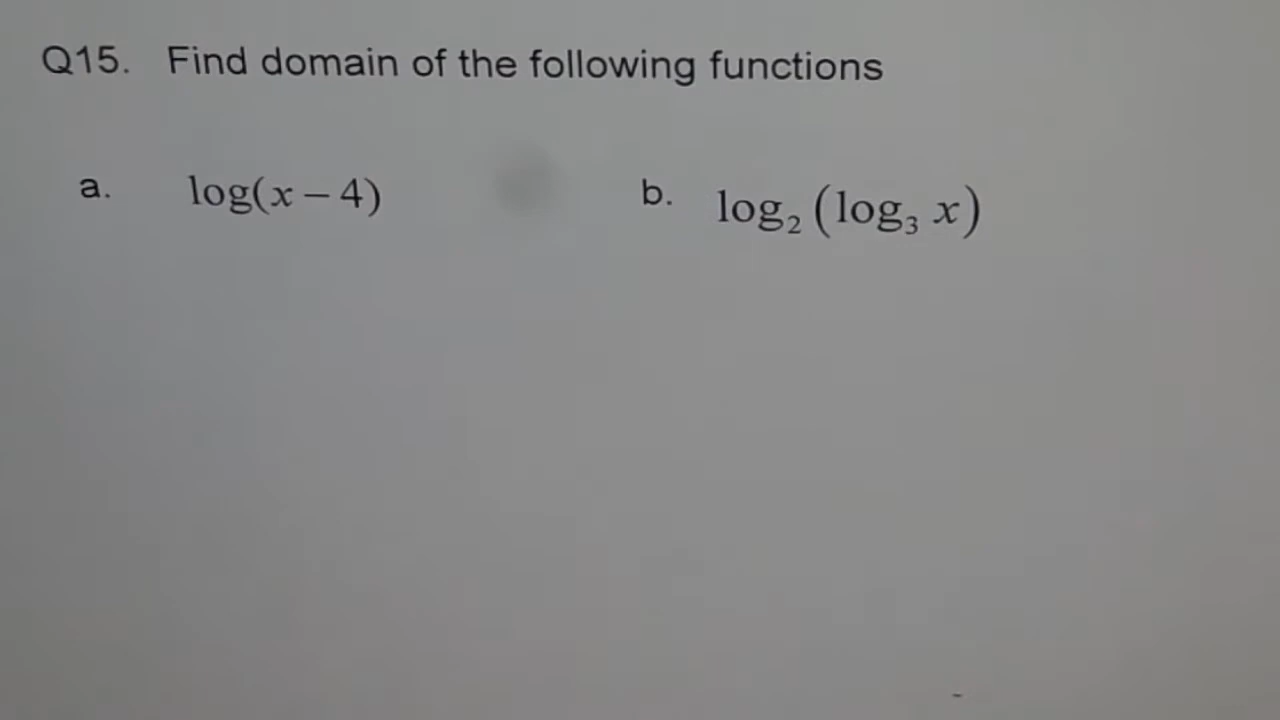 Q15. Find domain of the following functions
a. log(x – 4) b. log₂ (log₃ x)